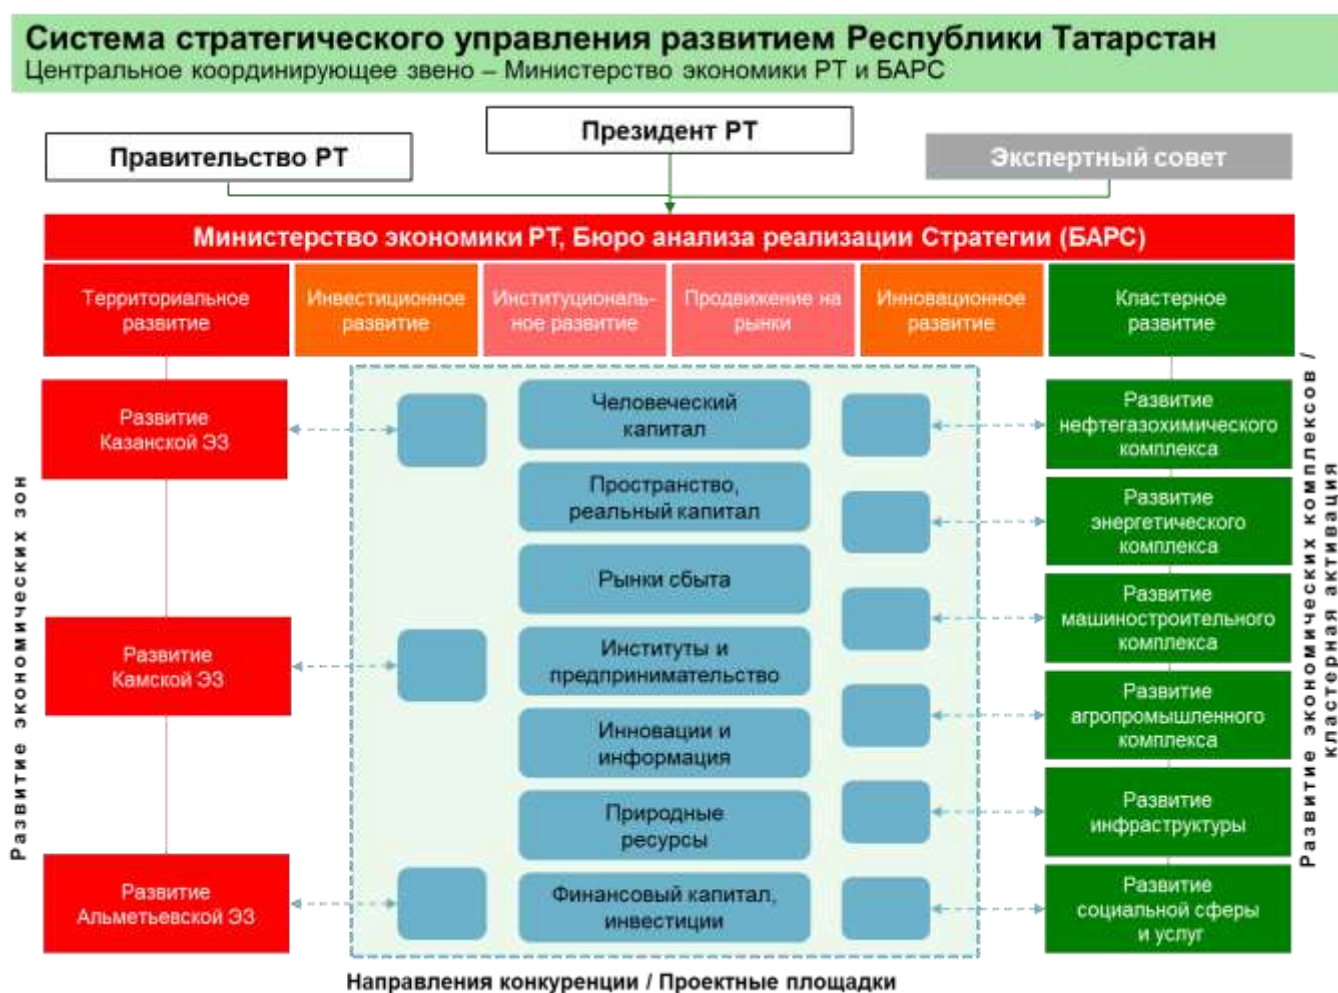 Система стратегического управления развитием Республики Татарстан
Центральное координирующее звено – Министерство экономики РТ и БАРС
Президент РТ
Правительство РТ
Экспертный совет
Министерство экономики РТ, Бюро анализа реализации Стратегии (БАРС)
Территориальное
развитие
Инвестиционное
развитие
Институциональ-
ное развитие
Продвижение на
рынки
Инновационное
развитие
Кластерное
развитие
Развитие экономических зон
Развитие
Казанской ЭЗ
Развитие
Камской ЭЗ
Развитие
Альметьевской ЭЗ
Человеческий
капитал
Пространство,
реальный капитал
Рынки сбыта
Институты и
предпринимательство
Инновации и
информация
Природные
ресурсы
Финансовый капитал,
инвестиции
Развитие
нефтегазохимического
комплекса
Развитие
энергетического
комплекса
Развитие
машиностроительного
комплекса
Развитие
агропромышленного
комплекса
Развитие
инфраструктуры
Развитие
социальной сферы
и услуг
Развитие экономических комплексов /
кластерная активация
Направления конкуренции / Проектные площадки